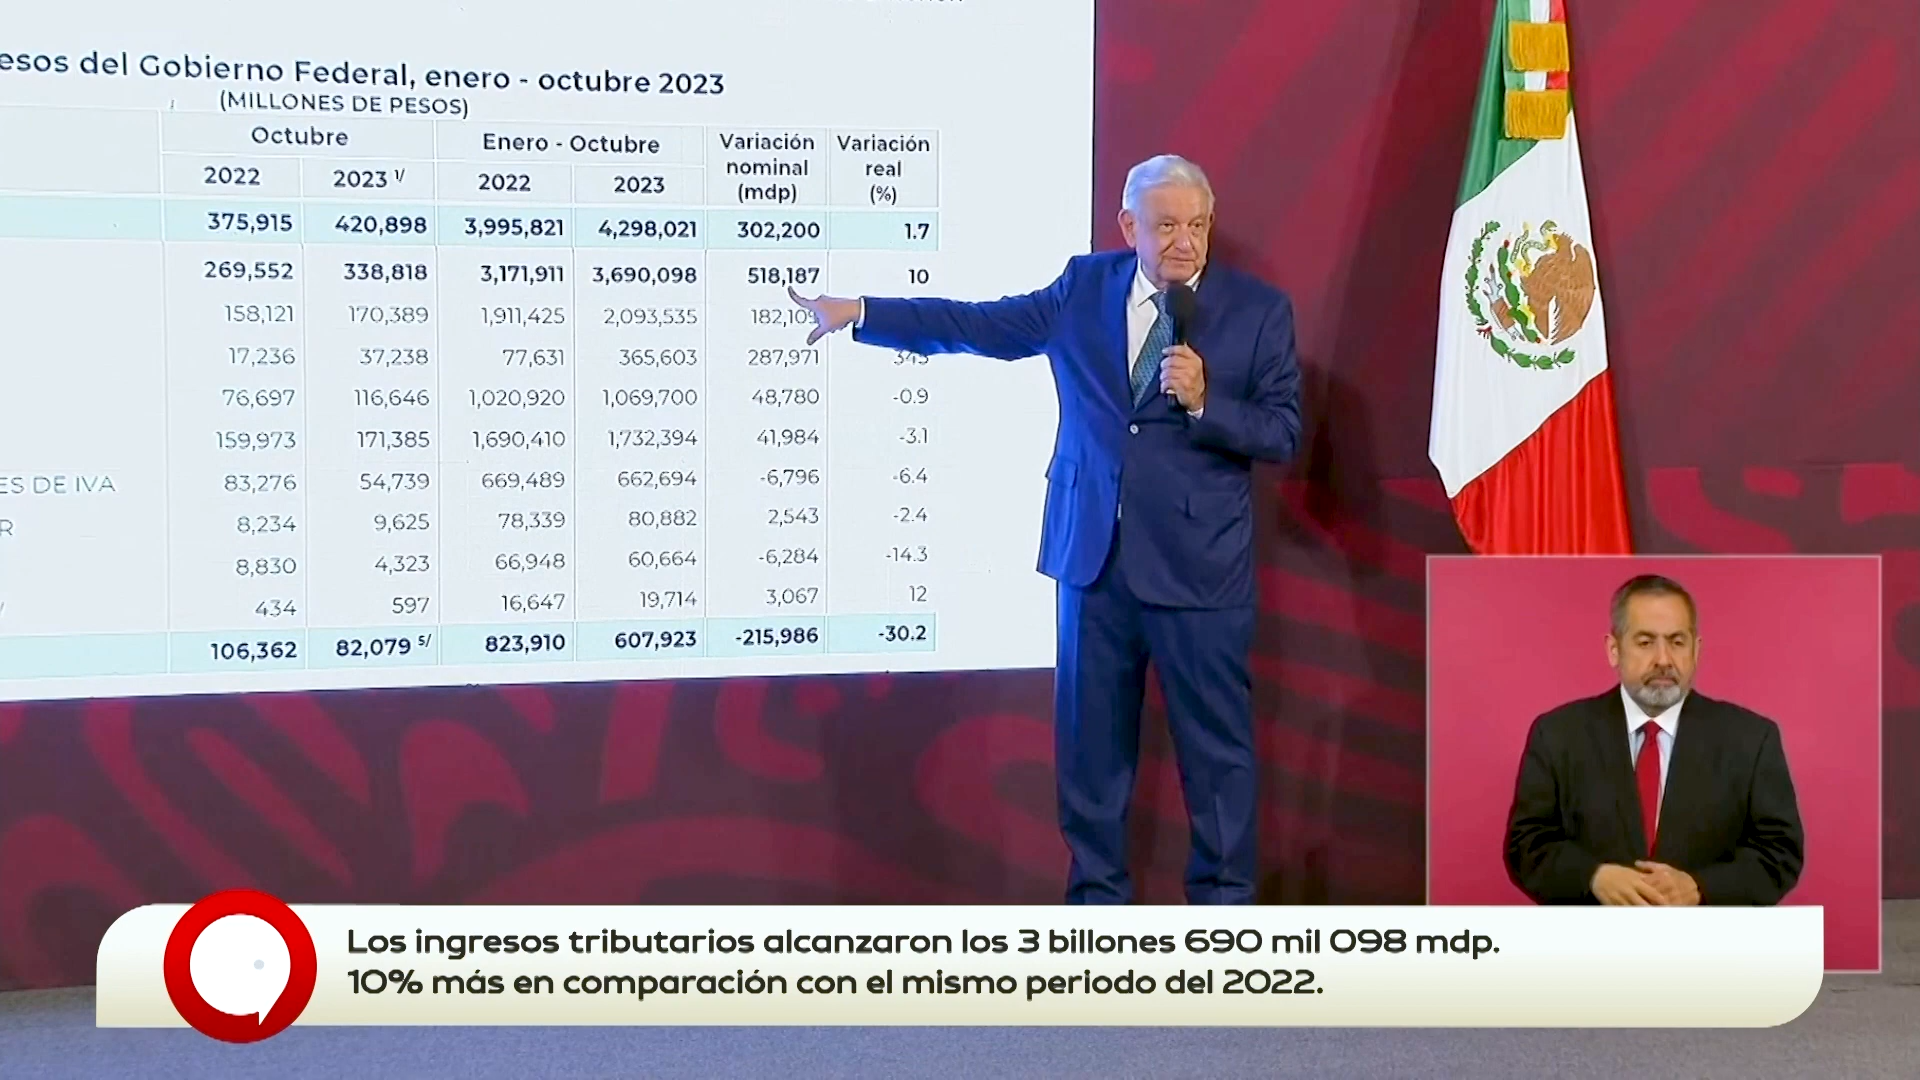 esos del Gobierno Federal, enero - octubre 2023
(MILLONES DE PESOS)
Octubre Enero - Octubre Variación nominal (mdp) Variación real (%)
2022 2023 1/ 2022 2023
375,915 420,898 3,995,821 4,298,021 302,200 1.7
269,552 338,818 3,171,911 3,690,098 518,187 10
158,121 170,389 1,911,425 2,093,535 182,109
17,236 37,238 77,631 365,603 287,971 345
76,697 116,646 1,020,920 1,069,700 48,780 -0.9
159,973 171,385 1,690,410 1,732,394 41,984 -3.1
ES DE IVA 83,276 54,739 669,489 662,694 -6,796 -6.4
R 8,234 9,625 78,339 80,882 2,543 -2.4
8,830 4,323 66,948 60,664 -6,284 -14.3
434 597 16,647 19,714 3,067 12
106,362 82,079 5/ 823,910 607,923 -215,986 -30.2
Los ingresos tributarios alcanzaron los 3 billones 690 mil 098 mdp.
10% más en comparación con el mismo periodo del 2022.